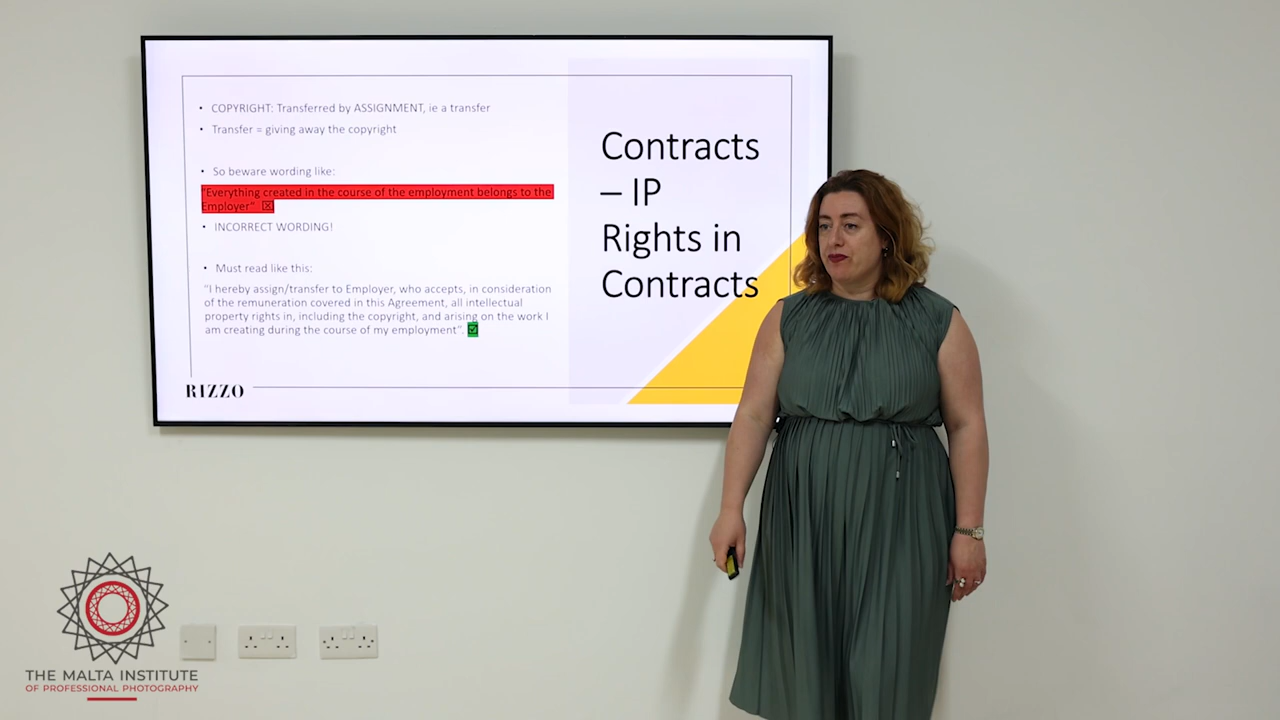 • COPYRIGHT: Transferred by ASSIGNMENT, ie a transfer
• Transfer = giving away the copyright
• So beware wording like:
"Everything created in the course of the employment belongs to the
Employer" ☒
• INCORRECT WORDING!
• Must read like this:
"I hereby assign/transfer to Employer, who accepts, in consideration
of the remuneration covered in this Agreement, all intellectual
property rights in, including the copyright, and arising on the work I
am creating during the course of my employment". ☑
RIZZO
Contracts
– IP
Rights in
Contracts
THE MALTA INSTITUTE
OF PROFESSIONAL PHOTOGRAPHY